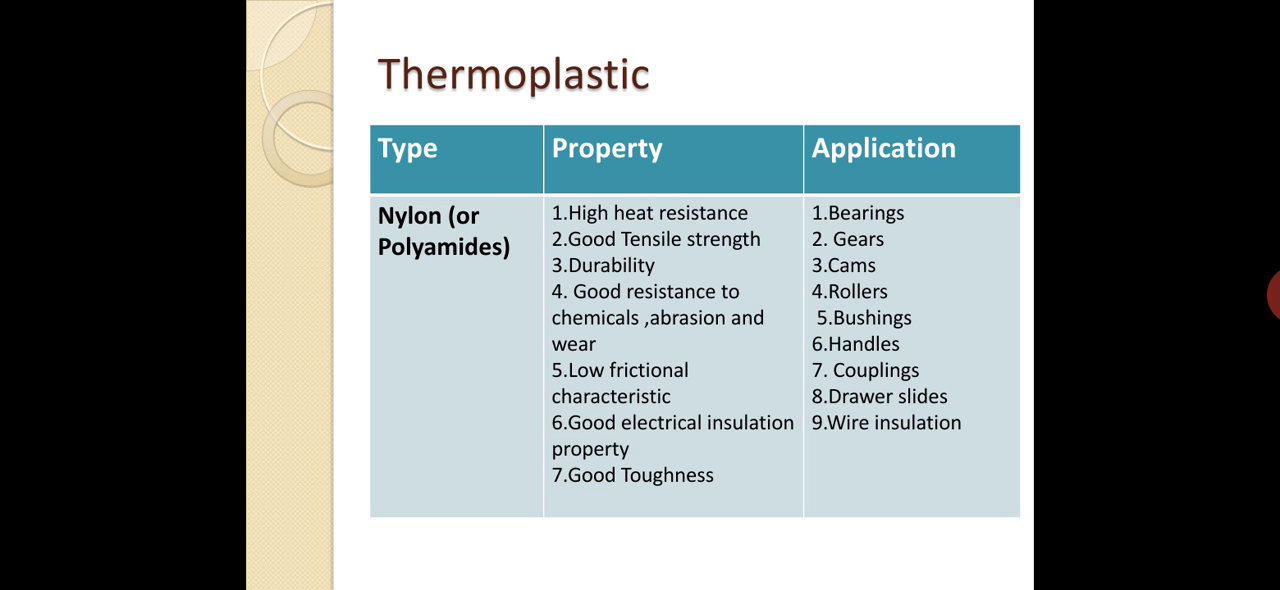 Thermoplastic
Type
Property
Application
Nylon (or
Polyamides)
1.High heat resistance
2.Good Tensile strength
3.Durability
4. Good resistance to
chemicals ,abrasion and
wear
5.Low frictional
characteristic
6.Good electrical insulation
property
7.Good Toughness
1.Bearings
2. Gears
3.Cams
4.Rollers
5.Bushings
6.Handles
7. Couplings
8.Drawer slides
9.Wire insulation